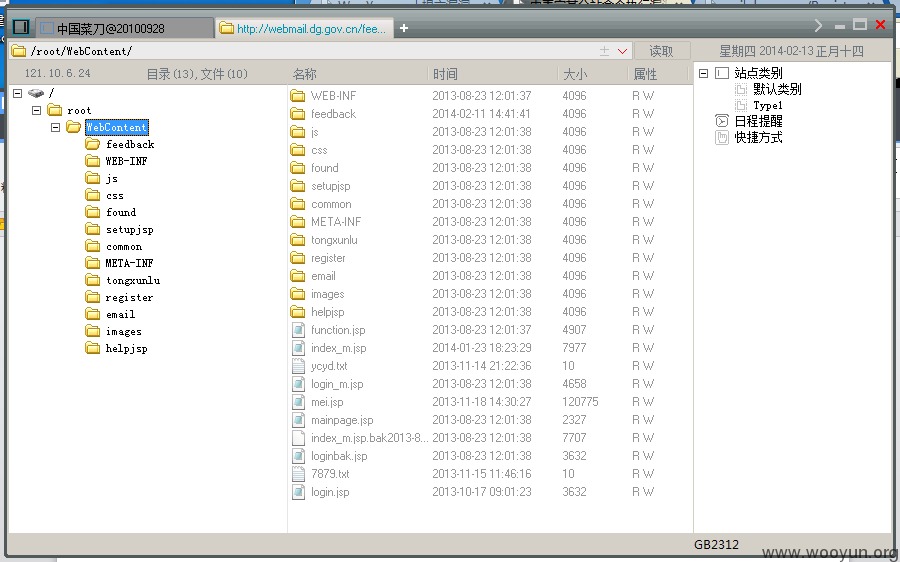 中国菜刀@20100928
http://webmail.dg.gov.cn/fee...
/root/WebContent/
读取
星期四 2014-02-13 正月十四
121.10.6.24
目录(13),文件(10)
名称 时间 大小 属性
/
root
WebContent
feedback
WEB-INF
js
css
found
setupjsp
common
META-INF
tongxunlu
register
email
images
helpjsp
WEB-INF 2013-08-23 12:01:37 4096 R W
feedback 2014-02-11 14:41:41 4096 R W
js 2013-08-23 12:01:38 4096 R W
css 2013-08-23 12:01:38 4096 R W
found 2013-08-23 12:01:38 4096 R W
setupjsp 2013-08-23 12:01:38 4096 R W
common 2013-08-23 12:01:38 4096 R W
META-INF 2013-08-23 12:01:38 4096 R W
tongxunlu 2013-08-23 12:01:38 4096 R W
register 2013-08-23 12:01:38 4096 R W
email 2013-08-23 12:01:38 4096 R W
images 2013-08-23 12:01:38 4096 R W
helpjsp 2013-08-23 12:01:38 4096 R W
function.jsp 2013-08-23 12:01:37 4907 R W
index_m.jsp 2014-01-23 18:23:29 7977 R W
ycyd.txt 2013-11-14 21:22:36 10 R W
login_m.jsp 2013-08-23 12:01:38 4658 R W
mei.jsp 2013-11-18 14:30:27 120775 R W
mainpage.jsp 2013-08-23 12:01:38 2327 R W
index_m.jsp.bak2013-8... 2013-08-23 12:01:38 7707 R W
loginbak.jsp 2013-08-23 12:01:38 3632 R W
7879.txt 2013-11-15 11:46:16 10 R W
login.jsp 2013-10-17 09:01:23 3632 R W
站点类别
默认类别
Type1
日程提醒
快捷方式
GB2312
www.wooyun.org